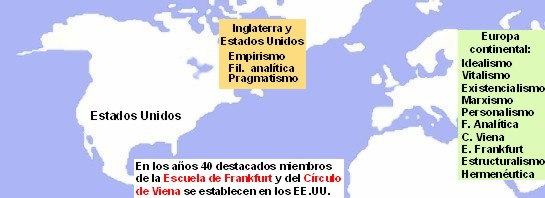 Inglaterra y
Estados Unidos
Empirismo
Fil. analítica
Pragmatismo
Europa
continental:
Idealismo
Vitalismo
Existencialismo
Marxismo
Personalismo
F. Analítica
C. Viena
E. Frankfurt
Estructuralismo
Hermenéutica
Estados Unidos
En los años 40 destacados miembros
de la Escuela de Frankfurt y del Círculo
de Viena se establecen en los EE.UU.